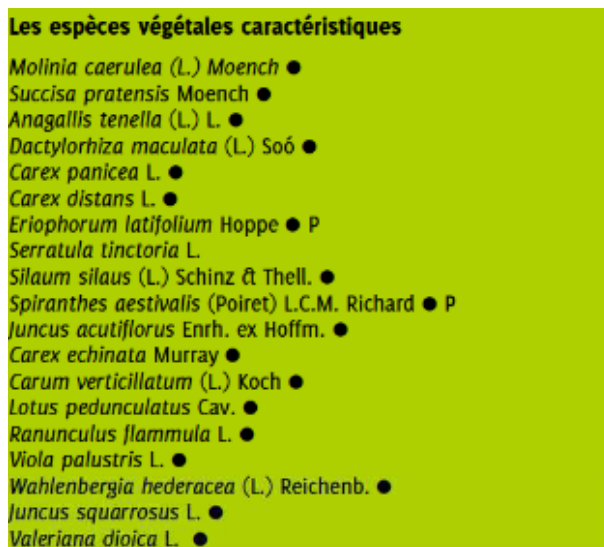 Les espèces végétales caractéristiques
Molinia caerulea (L.) Moench ●
Succisa pratensis Moench ●
Anagallis tenella (L.) L. ●
Dactylorhiza maculata (L.) Soó ●
Carex panicea L. ●
Carex distans L. ●
Eriophorum latifolium Hoppe ● P
Serratula tinctoria L.
Silaum silaus (L.) Schinz & Thell. ●
Spiranthes aestivalis (Poiret) L.C.M. Richard ● P
Juncus acutiflorus Enrh. ex Hoffm. ●
Carex echinata Murray ●
Carum verticillatum (L.) Koch ●
Lotus pedunculatus Cav. ●
Ranunculus flammula L. ●
Viola palustris L. ●
Wahlenbergia hederacea (L.) Reichenb. ●
Juncus squarrosus L. ●
Valeriana dioica L. ●